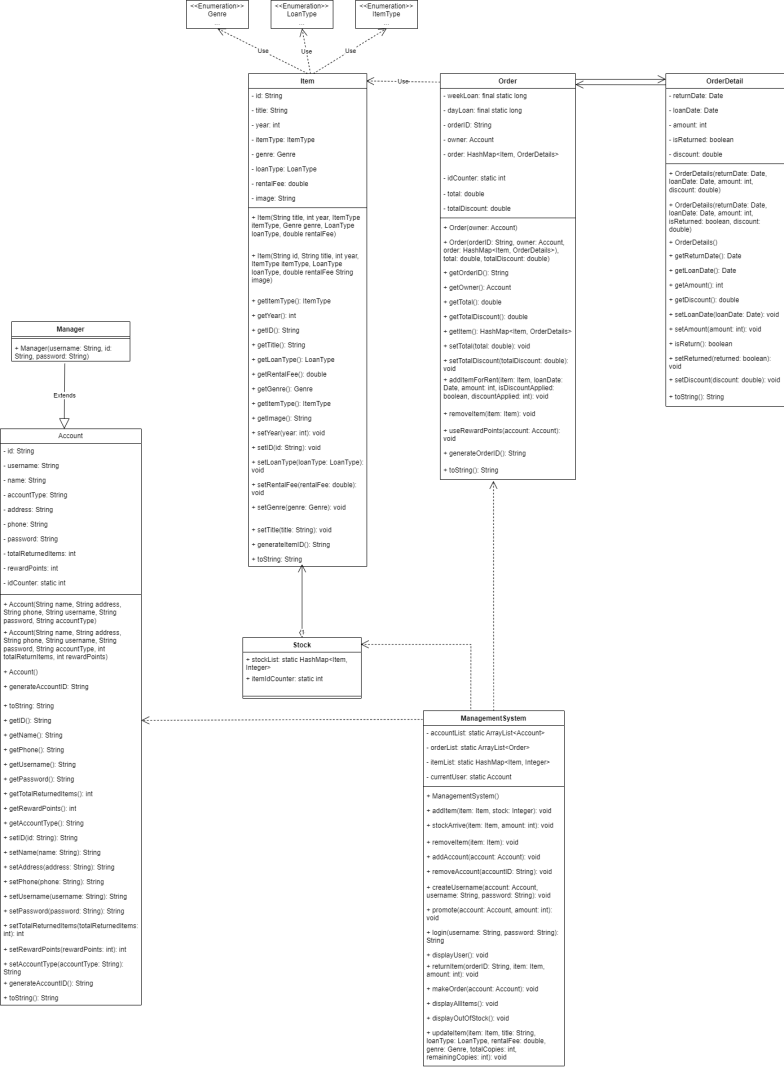 <<Enumeration>>
Genre
...
<<Enumeration>>
LoanType
...
<<Enumeration>>
ItemType
...
Use
Use
Use
Item
- id: String
- title: String
- year: int
- itemType: ItemType
- genre: Genre
- loanType: LoanType
- rentalFee: double
- image: String
+ Item(String title, int year, ItemType
itemType, Genre genre, LoanType
loanType, double rentalFee)
+ Item(String id, String title, int year,
ItemType itemType, LoanType
loanType, double rentalFee String
image)
+ getItemType(): ItemType
+ getYear(): int
+ getID(): String
+ getTitle(): String
+ getLoanType(): LoanType
+ getRentalFee(): double
+ getGenre(): Genre
+ getItemType(): ItemType
+ getImage(): String
+ setYear(year: int): void
+ setID(id: String): void
+ setLoanType(loanType: LoanType):
void
+ setRentalFee(rentalFee: double):
void
+ setGenre(genre: Genre): void
+ setTitle(title: String): void
+ generateItemID(): String
+ toString: String
Use
Order
- weekLoan: final static long
- dayLoan: final static long
- orderID: String
- owner: Account
- order: HashMap<Item, OrderDetails>
- idCounter: static int
- total: double
- totalDiscount: double
+ Order(owner: Account)
+ Order(orderID: String, owner: Account,
order: HashMap<Item, OrderDetails>),
total: double, totalDiscount: double)
+ getOrderID(): String
+ getOwner(): Account
+ getTotal(): double
+ getTotalDiscount(): double
+ getItem(): HashMap<Item, OrderDetails>
+ setTotal(total: double): void
+ setTotalDiscount(totalDiscount: double):
void
+ addItemForRent(item: Item, loanDate:
Date, amount: int, isDiscountApplied:
boolean, discountApplied: int): void
+ removeItem(item: Item): void
+ useRewardPoints(account: Account):
void
+ generateOrderID(): String
+ toString(): String
OrderDetail
- returnDate: Date
- loanDate: Date
- amount: int
- isReturned: boolean
- discount: double
+ OrderDetails(returnDate: Date,
loanDate: Date, amount: int,
discount: double)
+ OrderDetails(returnDate: Date,
loanDate: Date, amount: int,
isReturned: boolean, discount:
double)
+ OrderDetails()
+ getReturnDate(): Date
+ getLoanDate(): Date
+ getAmount(): int
+ getDiscount(): double
+ setLoanDate(loanDate: Date): void
+ setAmount(amount: int): void
+ isReturn(): boolean
+ setReturned(returned: boolean):
void
+ setDiscount(discount: double): void
+ toString(): String
Manager
+ Manager(username: String, id:
String, password: String)
Extends
Account
- id: String
- username: String
- name: String
- accountType: String
- address: String
- phone: String
- password: String
- totalReturnedItems: int
- rewardPoints: int
- idCounter: static int
+ Account(String name, String address,
String phone, String username, String
password, String accountType)
+ Account(String name, String address,
String phone, String username, String
password, String accountType, int
totalReturnItems, int rewardPoints)
+ Account()
+ generateAccountID: String
+ toString: String
+ getID(): String
+ getName(): String
+ getPhone(): String
+ getUsername(): String
+ getPassword(): String
+ getTotalReturnedItems(): int
+ getRewardPoints(): int
+ getAccountType(): String
+ setID(id: String): String
+ setName(name: String): String
+ setAddress(address: String): String
+ setPhone(phone: String): String
+ setUsername(username: String): String
+ setPassword(password: String): String
+ setTotalReturnedItems(totalReturnedItems:
int): int
+ setRewardPoints(rewardPoints: int): int
+ setAccountType(accountType: String):
String
+ generateAccountID(): String
+ toString(): String
1
Stock
+ stockList: static HashMap<Item,
Integer>
+ itemIdCounter: static int
ManagementSystem
- accountList: static ArrayList<Account>
- orderList: static ArrayList<Order>
- itemList: static HashMap<Item, Integer>
- currentUser: static Account
+ ManagementSystem()
+ addItem(item: Item, stock: Integer): void
+ stockArrive(item: Item, amount: int): void
+ removeItem(item: Item): void
+ addAccount(account: Account): void
+ removeAccount(accountID: String): void
+ createUsername(account: Account,
username: String, password: String): void
+ promote(account: Account, amount: int):
void
+ login(username: String, password: String):
String
+ displayUser(): void
+ returnItem(orderID: String, item: Item,
amount: int): void
+ makeOrder(account: Account): void
+ displayAllItems(): void
+ displayOutOfStock(): void
+ updateItem(item: Item, title: String,
loanType: LoanType, rentalFee: double,
genre: Genre, totalCopies: int,
remainingCopies: int): void